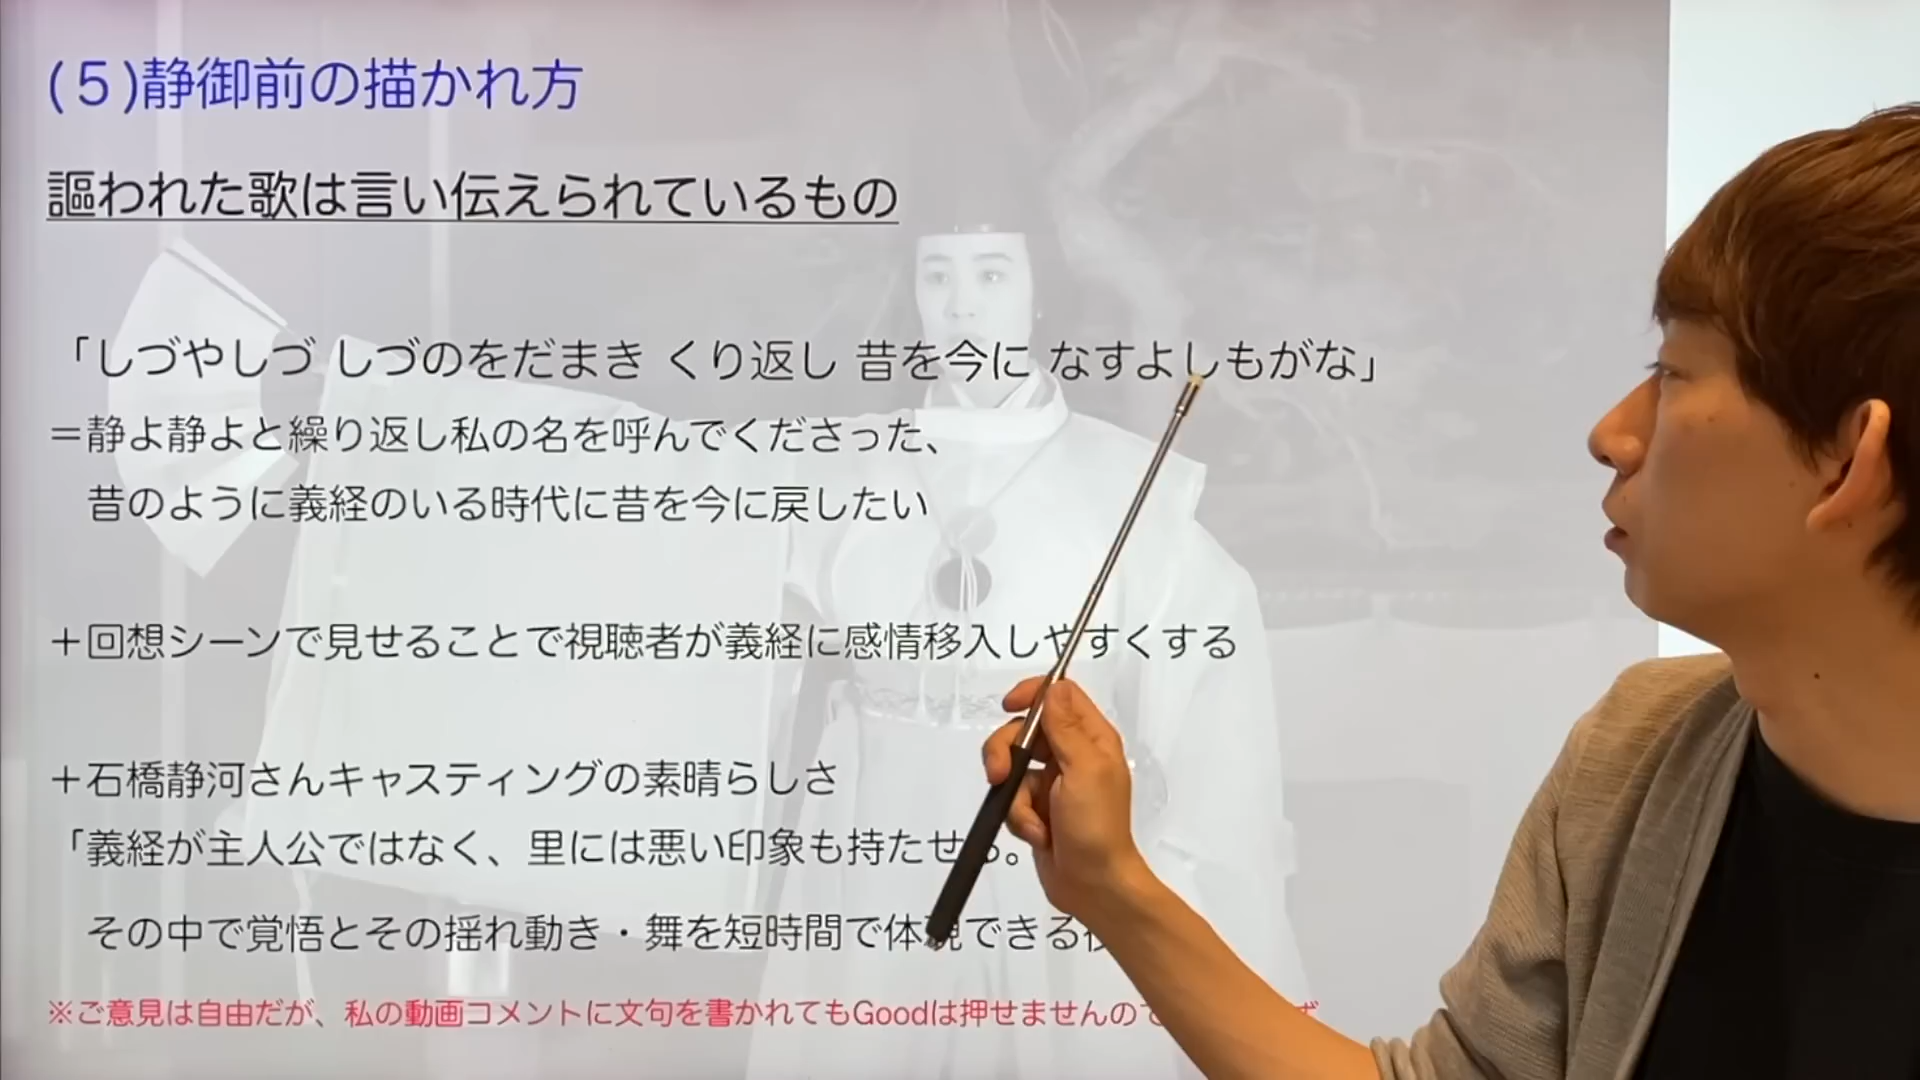 (５)静御前の描かれ方
謳われた歌は言い伝えられているもの
「しづやしづ しづのをだまき くり返し 昔を今に なすよしもがな」
＝静よ静よと繰り返し私の名を呼んでくださった、
昔のように義経のいる時代に昔を今に戻したい
＋回想シーンで見せることで視聴者が義経に感情移入しやすくする
＋石橋静河さんキャスティングの素晴らしさ
「義経が主人公ではなく、里には悪い印象も持たせる。
その中で覚悟とその揺れ動き・舞を短時間で体現できる
※ご意見は自由だが、私の動画コメントに文句を書かれてもGoodは押せませんので